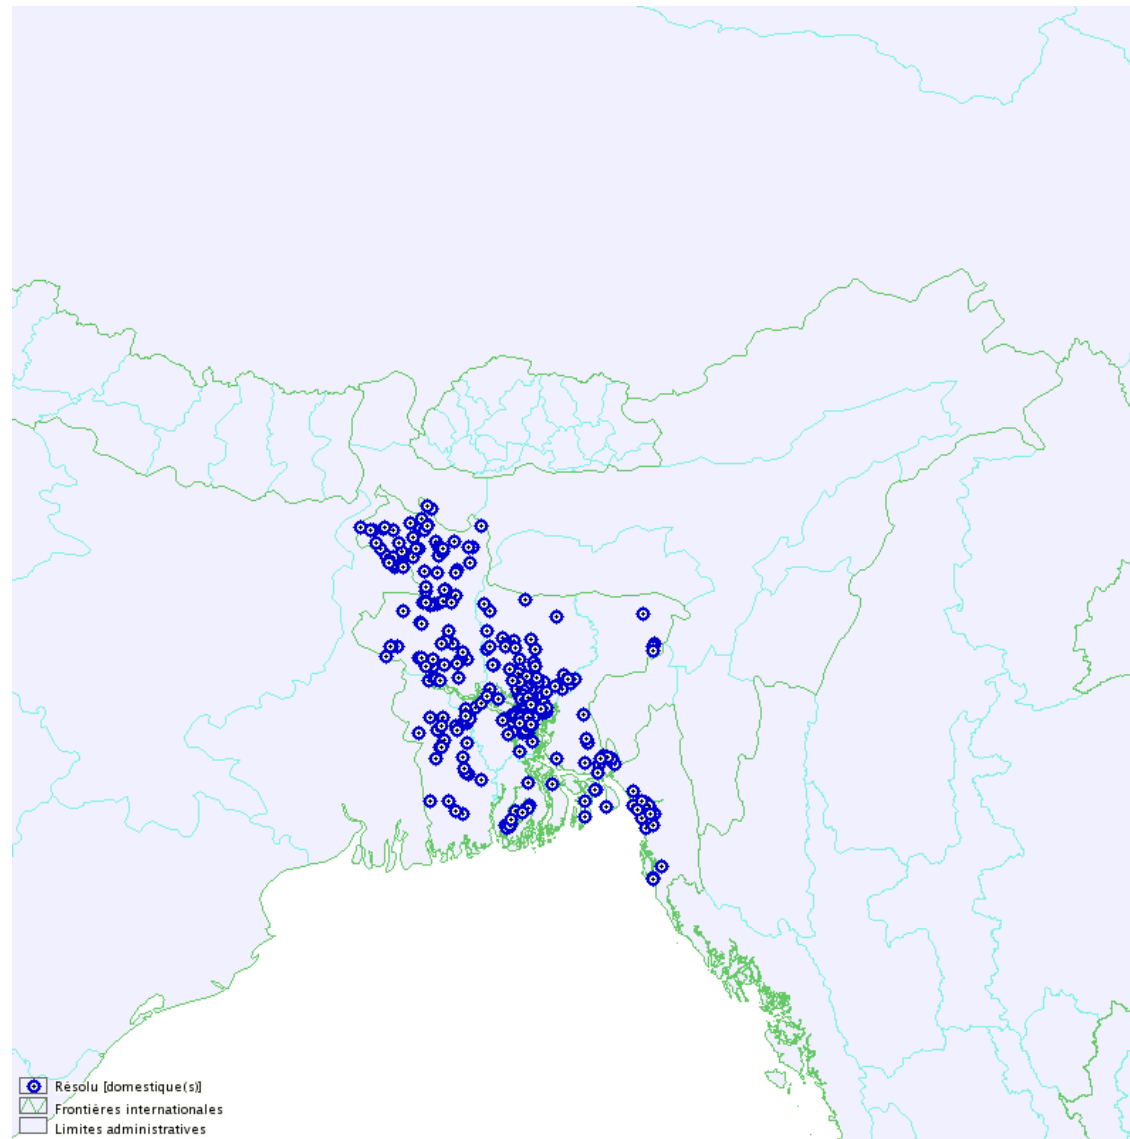 Résolu [domestique(s)]
Frontières internationales
Limites administratives